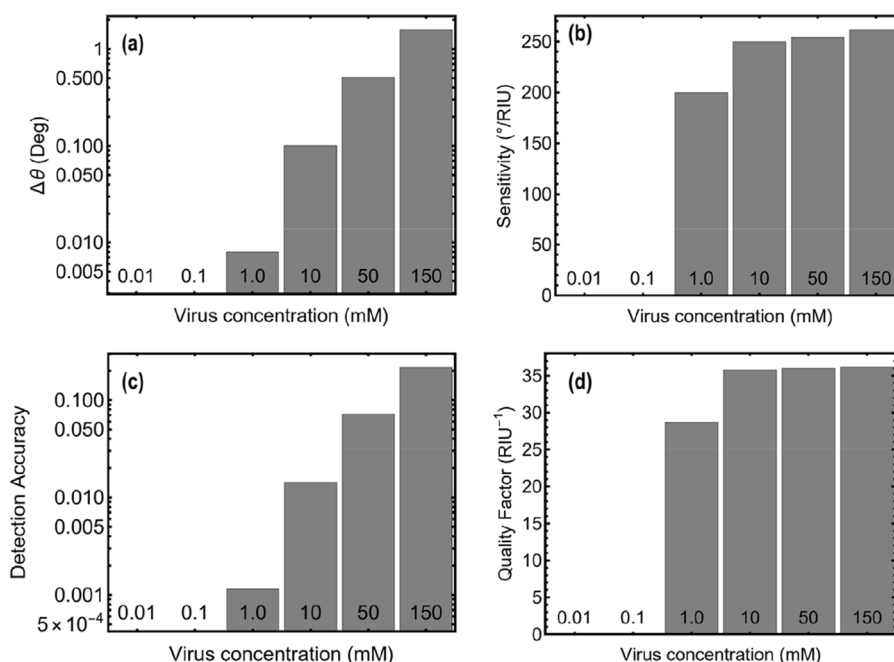 (a)
1
0.500
0.100
0.050
0.010
0.005
Δθ (Deg)
0.01 0.1 1.0 10 50 150
Virus concentration (mM)
(b)
250
200
150
100
50
0
Sensitivity (°/RIU)
0.01 0.1 1.0 10 50 150
Virus concentration (mM)
(c)
0.100
0.050
0.010
0.005
0.001
5 × 10⁻⁴
Detection Accuracy
0.01 0.1 1.0 10 50 150
Virus concentration (mM)
(d)
35
30
25
20
15
10
5
0
Quality Factor (RIU⁻¹)
0.01 0.1 1.0 10 50 150
Virus concentration (mM)